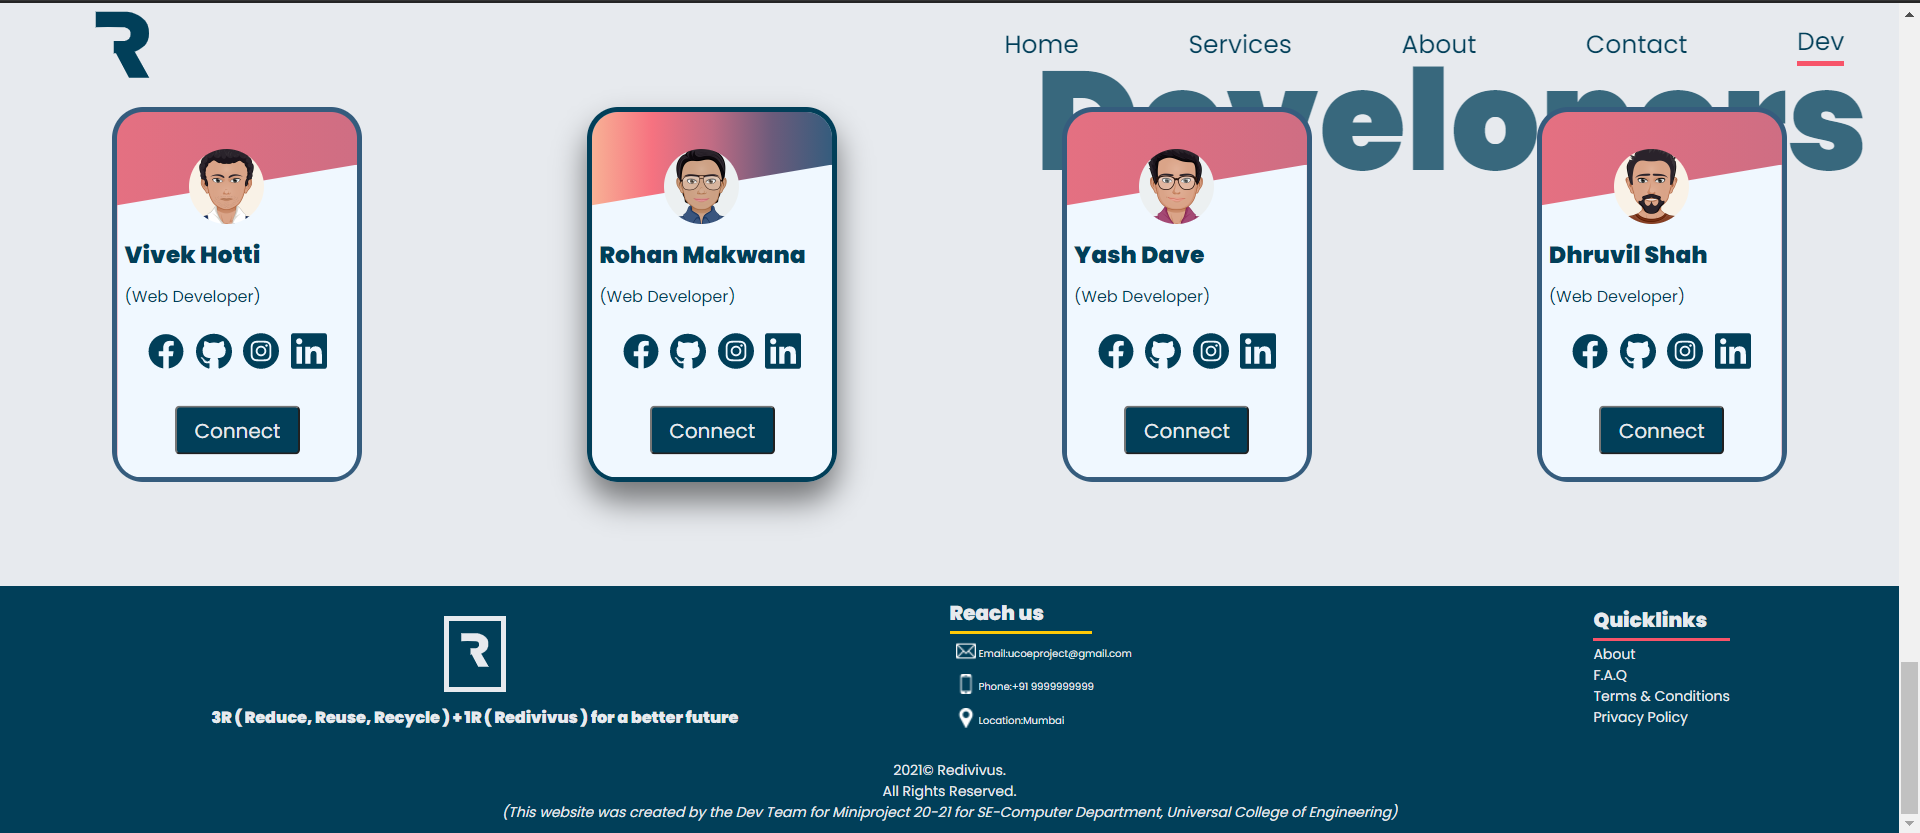 R
Home Services About Contact Dev
Developers
Vivek Hotti
(Web Developer)
Connect
Rohan Makwana
(Web Developer)
Connect
Yash Dave
(Web Developer)
Connect
Dhruvil Shah
(Web Developer)
Connect
R
3R ( Reduce, Reuse, Recycle ) + 1R ( Redivivus ) for a better future
Reach us
Email:ucoeproject@gmail.com
Phone:+91 9999999999
Location:Mumbai
Quicklinks
About
F.A.Q
Terms & Conditions
Privacy Policy
2021© Redivivus.
All Rights Reserved.
(This website was created by the Dev Team for Miniproject 20-21 for SE-Computer Department, Universal College of Engineering)